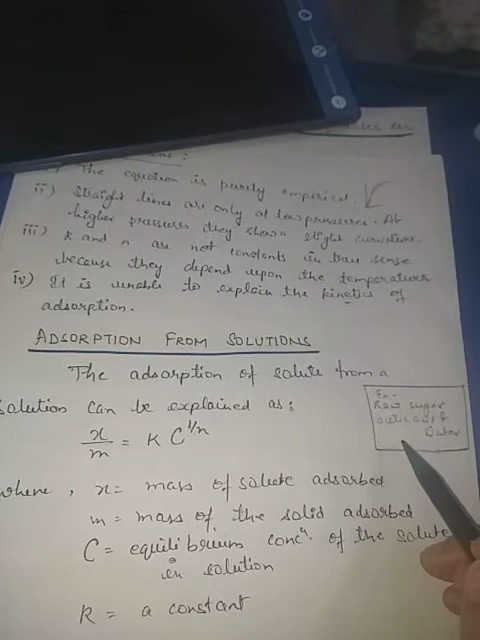 i) The equation is purely emperical.
ii) Straight lines are only at low pressures. At
higher pressures they show a slight curvature.
iii) K and n are not constants in true sense
because they depend upon the temperature
iv) It is unable to explain the kinetics of
adsorption.
ADSORPTION FROM SOLUTIONS
The adsorption of solute from a
solution can be explained as:
x/m = K C^1/n
Ex-
Raw sugar
where, x = mass of solute adsorbed
m = mass of the solid adsorbed
C = equilibrium concⁿ. of the solute
in solution
K = a constant